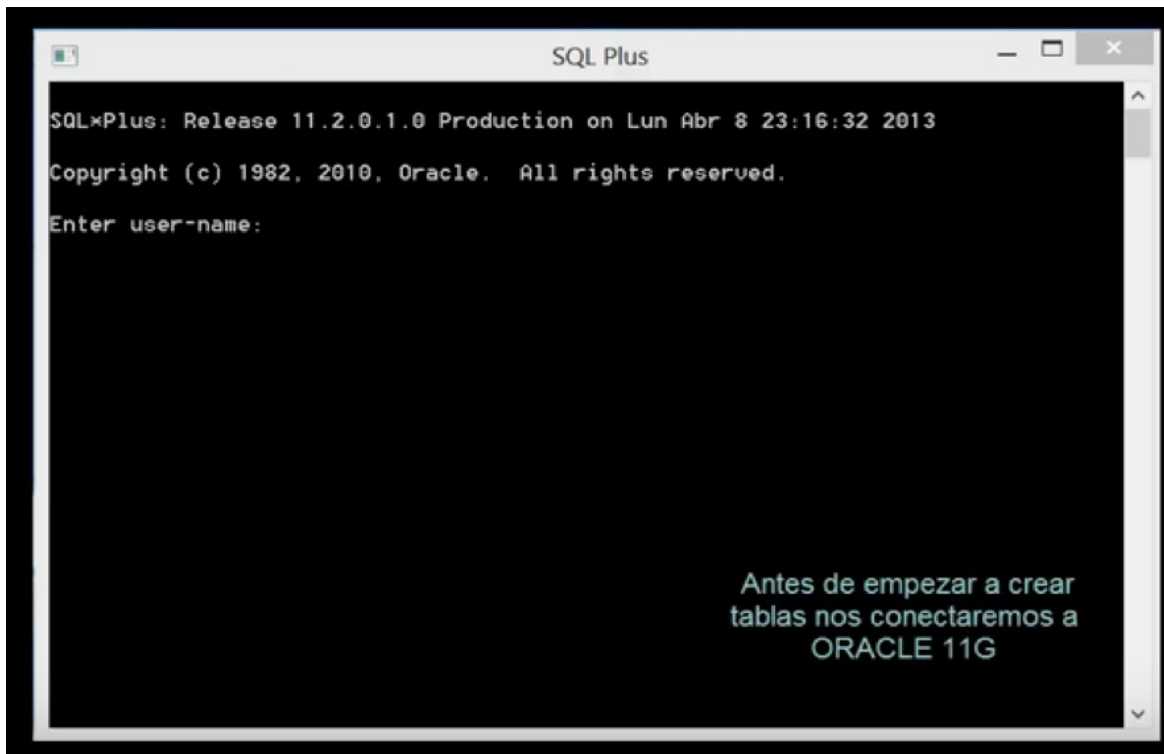 SQL Plus
SQL*Plus: Release 11.2.0.1.0 Production on Lun Abr 8 23:16:32 2013
Copyright (c) 1982, 2010, Oracle.  All rights reserved.
Enter user-name:
Antes de empezar a crear
tablas nos conectaremos a
ORACLE 11G